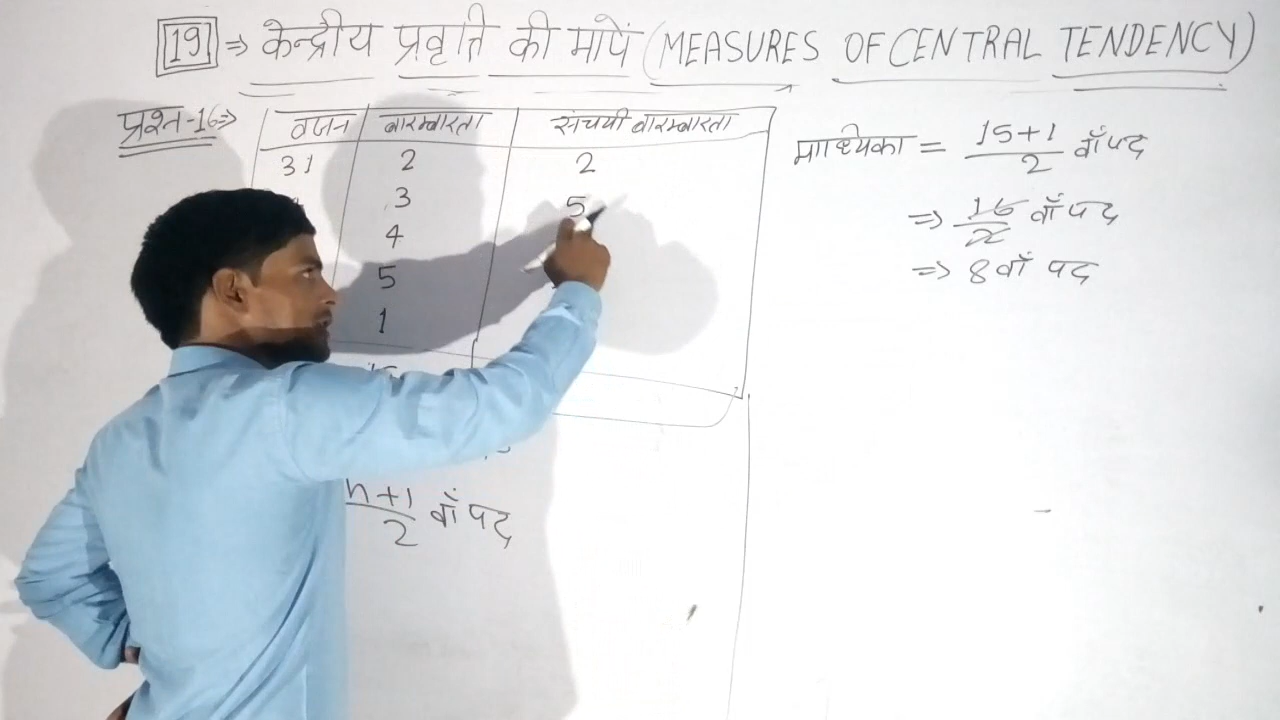 19 ⇒ केन्द्रीय प्रवृत्ति की मापें (MEASURES OF CENTRAL TENDENCY)
प्रश्न-16⇒
वजन बारम्बारता संचयी बारम्बारता
31 2 2
3 5
4
5
1
n+1/2 वाँ पद
माध्यिका = 15+1/2 वाँ पद
⇒ 16/2 वाँ पद
⇒ 8 वाँ पद